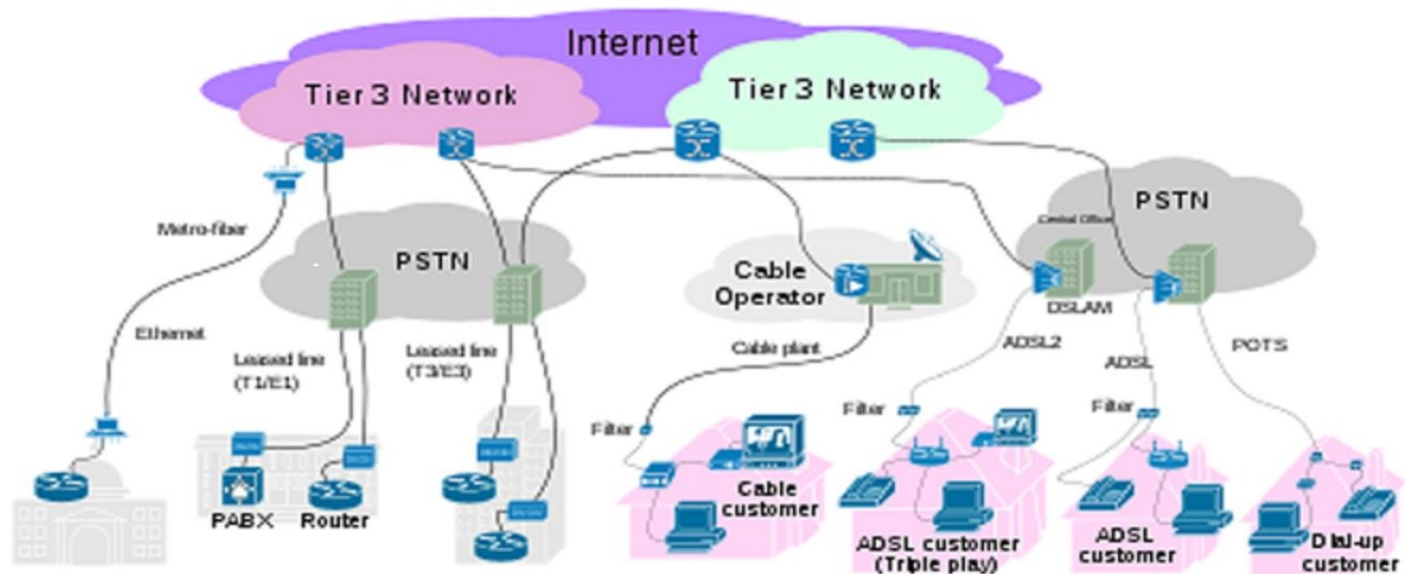 Internet
Tier 3 Network
Tier 3 Network
PSTN
Central Office
Metro-fiber
PSTN
Cable
Operator
DSLAM
Ethernet
Leased line
(T1/E1)
Leased line
(T3/E3)
Cable plant
ADSL2
ADSL
POTS
Filter
Filter
Filter
PABX
Router
Cable
customer
ADSL customer
(Triple play)
ADSL
customer
Dial-up
customer